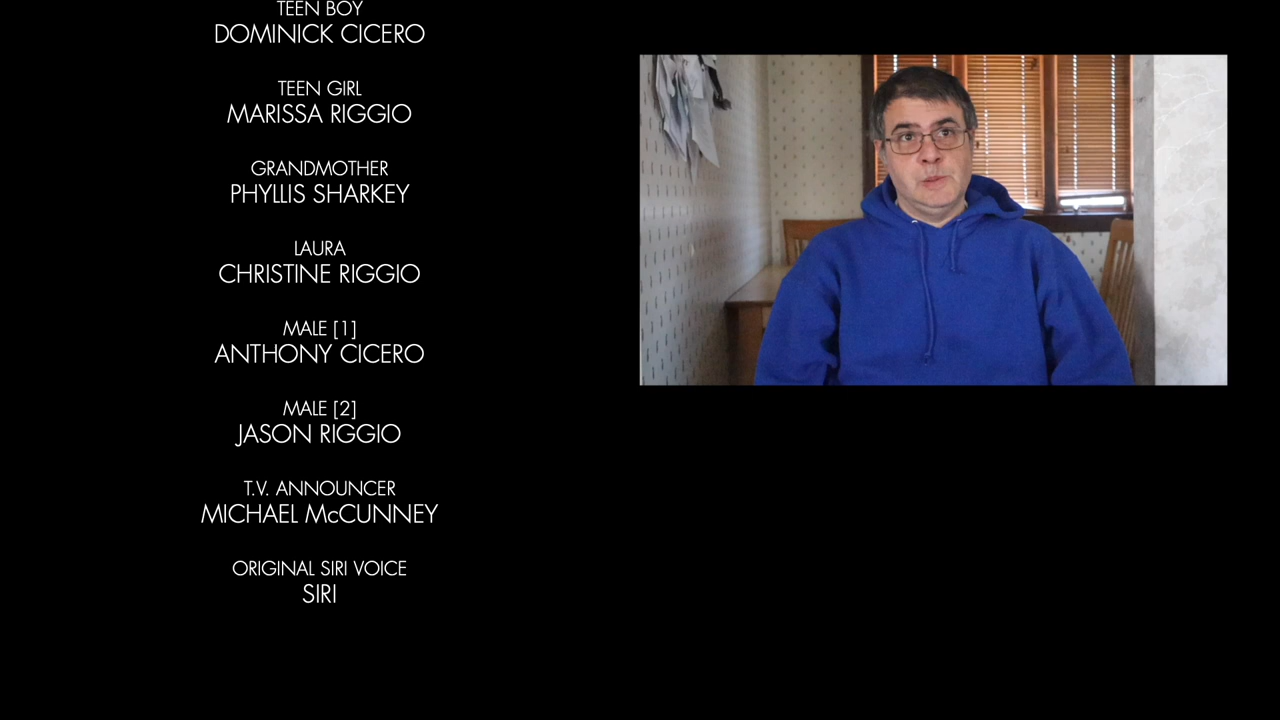 TEEN BOY
DOMINICK CICERO
TEEN GIRL
MARISSA RIGGIO
GRANDMOTHER
PHYLLIS SHARKEY
LAURA
CHRISTINE RIGGIO
MALE [1]
ANTHONY CICERO
MALE [2]
JASON RIGGIO
T.V. ANNOUNCER
MICHAEL McCUNNEY
ORIGINAL SIRI VOICE
SIRI